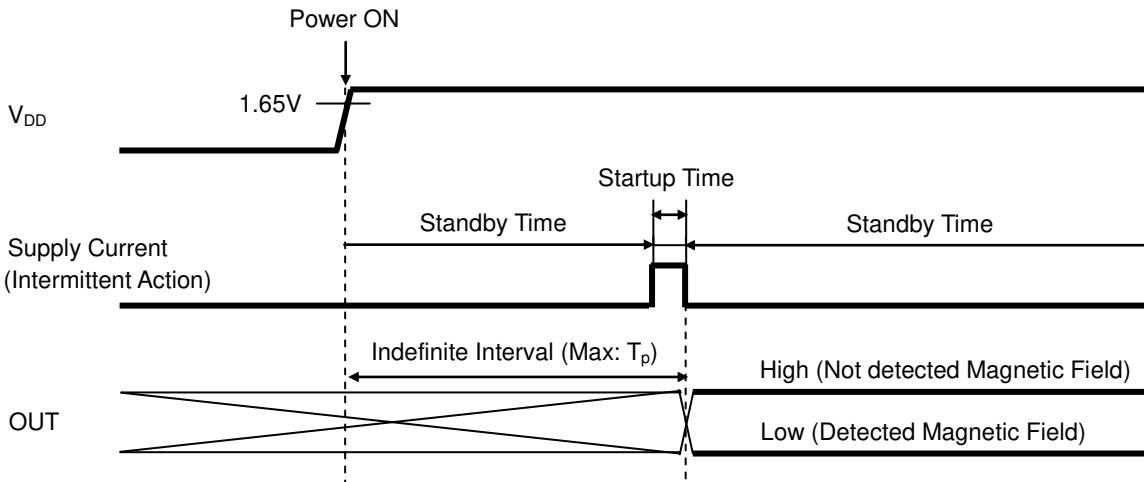 Power ON
1.65V
V_DD
Startup Time
Standby Time
Standby Time
Supply Current
(Intermittent Action)
Indefinite Interval (Max: T_p)
High (Not detected Magnetic Field)
OUT
Low (Detected Magnetic Field)